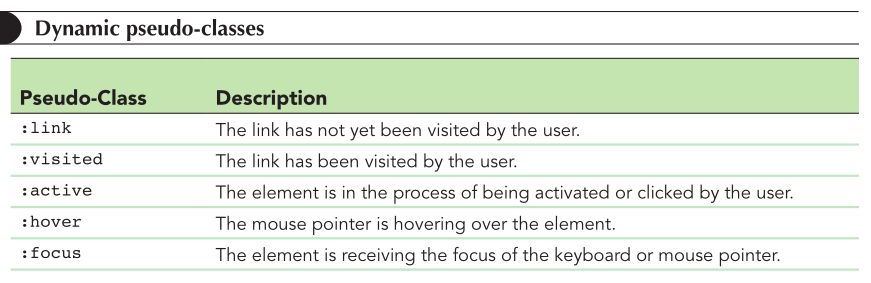 Dynamic pseudo-classes
Pseudo-Class Description
:link The link has not yet been visited by the user.
:visited The link has been visited by the user.
:active The element is in the process of being activated or clicked by the user.
:hover The mouse pointer is hovering over the element.
:focus The element is receiving the focus of the keyboard or mouse pointer.